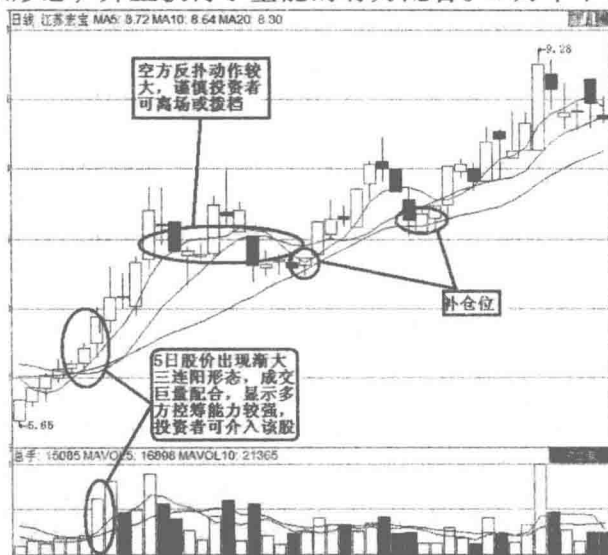 日线 江苏宏宝 MA5: 8.72 MA10: 8.64 MA20: 8.30
9.28
空方反扑动作较
大，谨慎投资者
可离场或拨档
补仓位
5日股价出现渐大
三连阳形态，成交
巨量配合，显示多
方控筹能力较强，
投资者可介入该股
5.65
总手: 15085 MAVOL5: 16898 MAVOL10: 21365